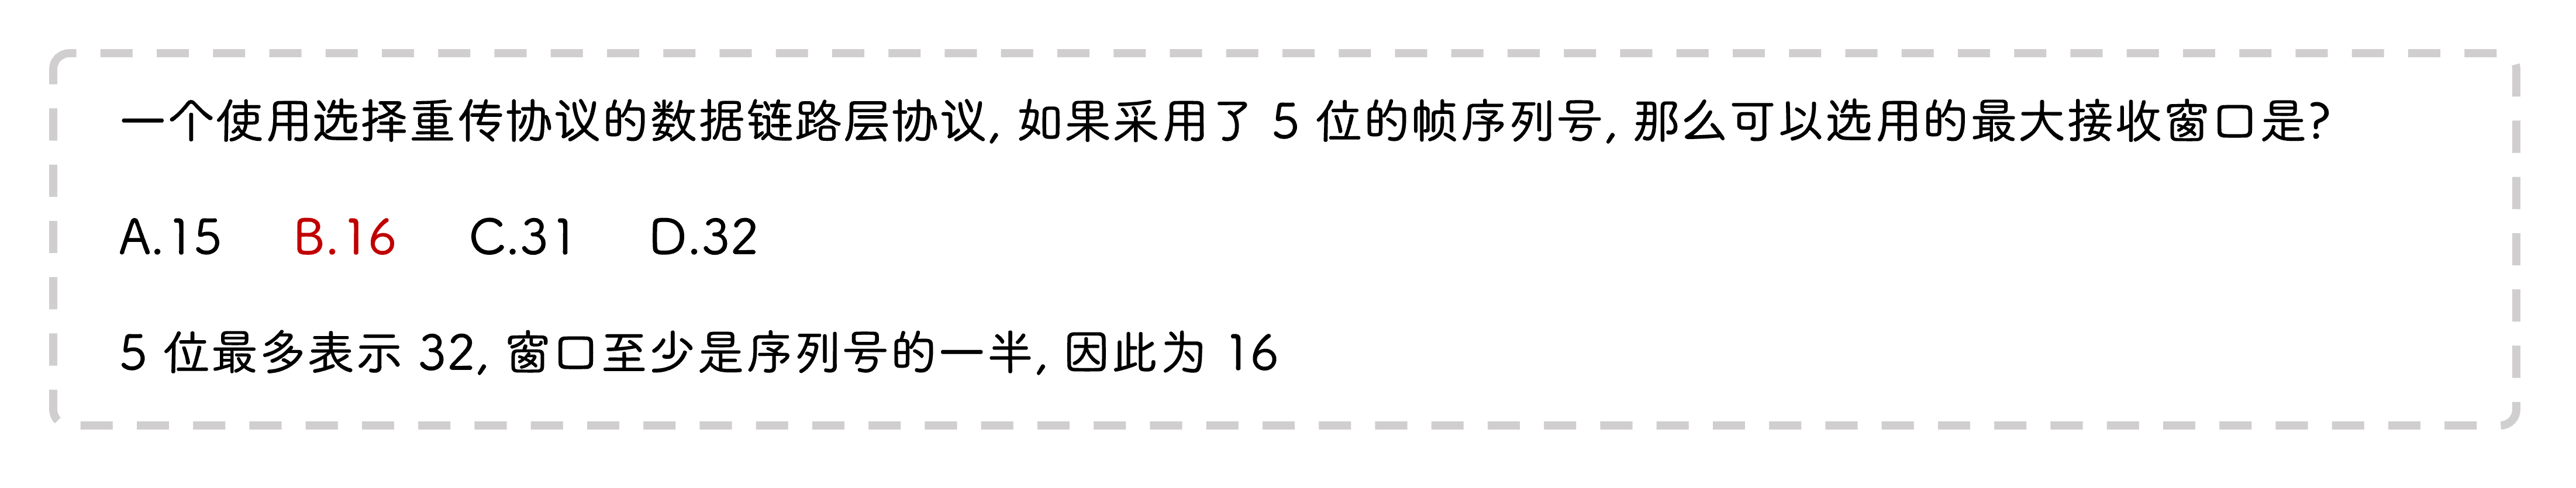 一个使用选择重传协议的数据链路层协议, 如果采用了 5 位的帧序列号, 那么可以选用的最大接收窗口是?
A.15 B.16 C.31 D.32
5 位最多表示 32, 窗口至少是序列号的一半, 因此为 16